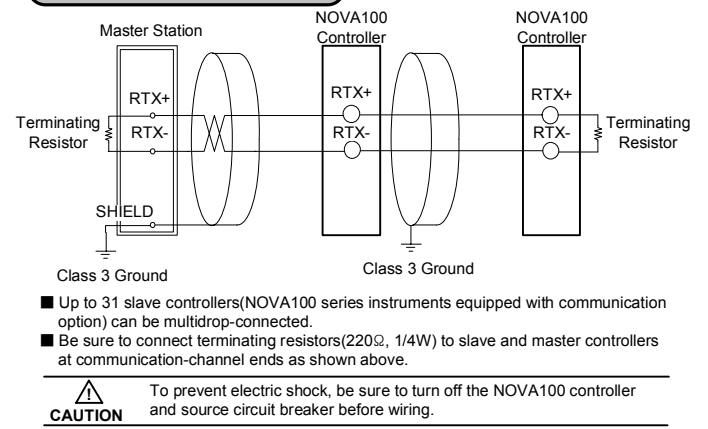 Master Station
NOVA100
Controller
NOVA100
Controller
RTX+
RTX-
SHIELD
Terminating
Resistor
Class 3 Ground
RTX+
RTX-
Class 3 Ground
RTX+
RTX-
Terminating
Resistor
■ Up to 31 slave controllers(NOVA100 series instruments equipped with communication
option) can be multidrop-connected.
■ Be sure to connect terminating resistors(220Ω, 1/4W) to slave and master controllers
at communication-channel ends as shown above.
CAUTION
To prevent electric shock, be sure to turn off the NOVA100 controller
and source circuit breaker before wiring.